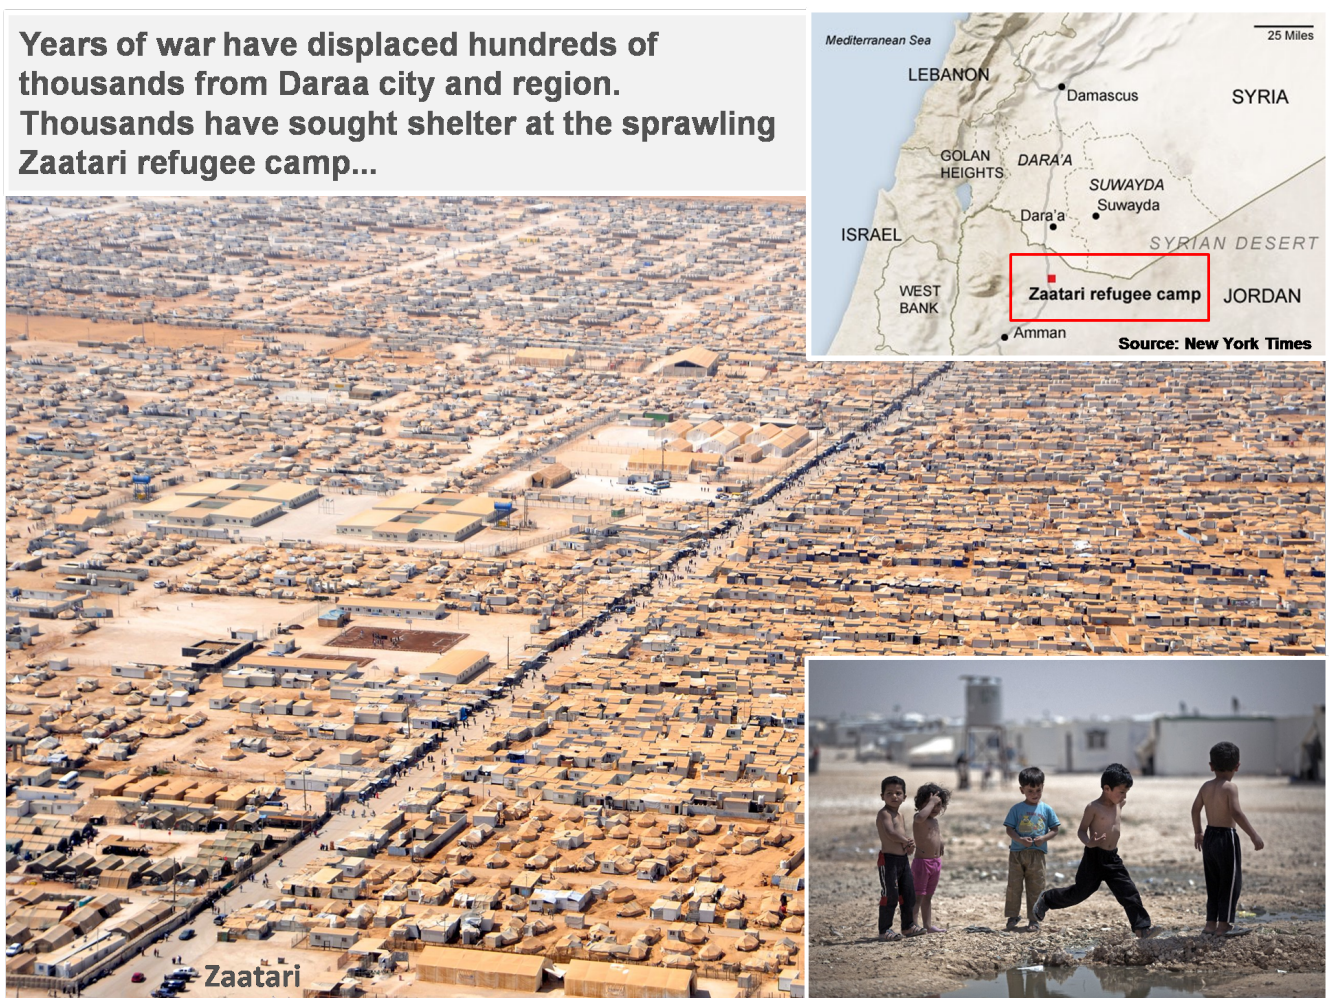 Years of war have displaced hundreds of
thousands from Daraa city and region.
Thousands have sought shelter at the sprawling
Zaatari refugee camp...
Mediterranean Sea
25 Miles
LEBANON
Damascus
SYRIA
GOLAN
HEIGHTS
DARA'A
SUWAYDA
Suwayda
Dara'a
ISRAEL
SYRIAN DESERT
WEST
BANK
Zaatari refugee camp
JORDAN
Amman
Source: New York Times
Zaatari